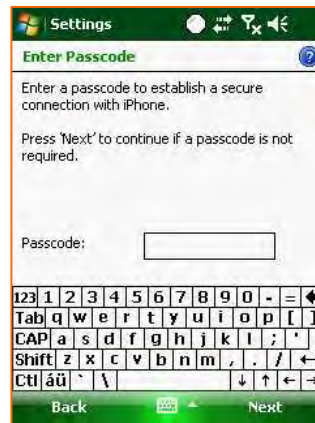 Settings
Enter Passcode
Enter a passcode to establish a secure
connection with iPhone.
Press 'Next' to continue if a passcode is not
required.
Passcode:
123 1 2 3 4 5 6 7 8 9 0 - =
Tab q w e r t y u i o p [ ]
CAP a s d f g h j k l ; '
Shift z x c v b n m , . / ←
Ctl áü ` \ ↓ ↑ ← →
Back Next